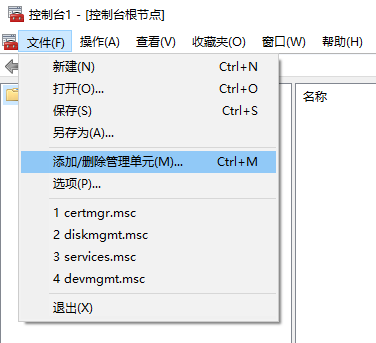 控制台1 - [控制台根节点]
文件(F) 操作(A) 查看(V) 收藏夹(O) 窗口(W) 帮助(H)
新建(N) Ctrl+N
打开(O)... Ctrl+O
保存(S) Ctrl+S
另存为(A)...
添加/删除管理单元(M)... Ctrl+M
选项(P)...
1 certmgr.msc
2 diskmgmt.msc
3 services.msc
4 devmgmt.msc
退出(X)
名称